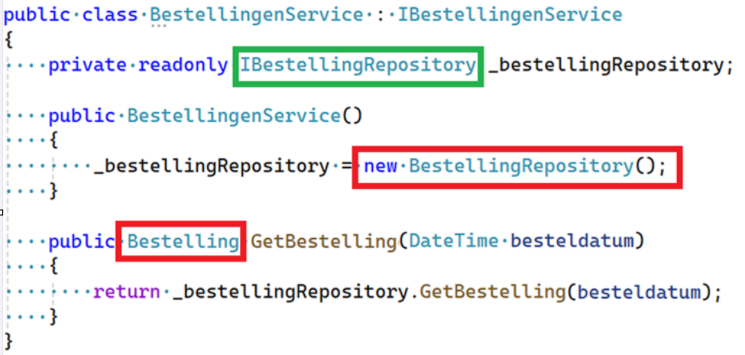 public class BestellingenService : IBestellingenService
{
    private readonly IBestellingRepository _bestellingRepository;
    public BestellingenService()
    {
        _bestellingRepository = new BestellingRepository();
    }
    public Bestelling GetBestelling(DateTime besteldatum)
    {
        return _bestellingRepository.GetBestelling(besteldatum);
    }
}